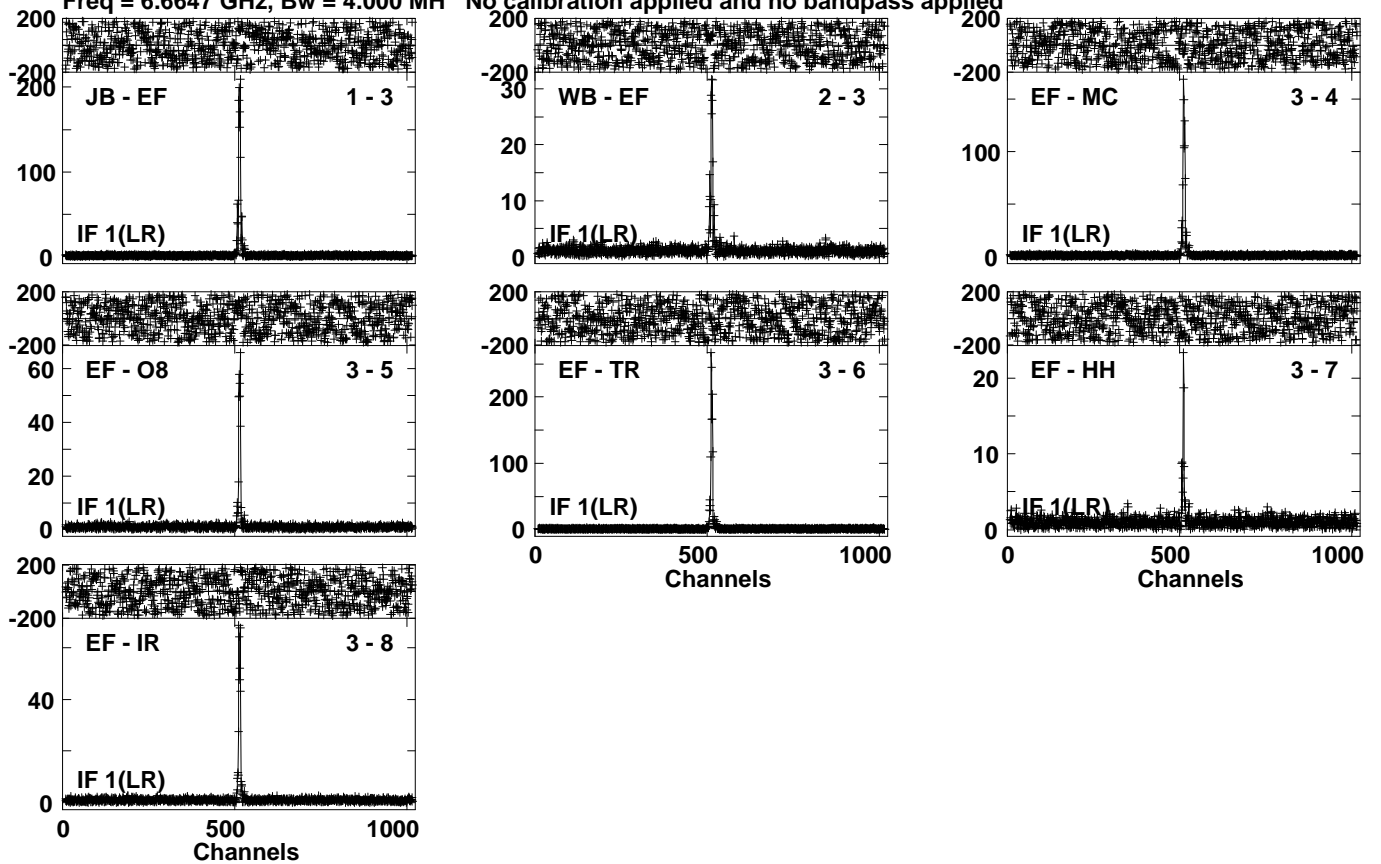 Freq = 6.6647 GHz, Bw = 4.000 MH No calibration applied and no bandpass applied
200
-200
200
100
0
JB - EF 1 - 3
IF 1(LR)
200
-200
30
20
10
0
WB - EF 2 - 3
IF 1(LR)
200
-200
100
0
EF - MC 3 - 4
IF 1(LR)
200
-200
60
40
20
0
EF - O8 3 - 5
IF 1(LR)
200
-200
200
100
0
EF - TR 3 - 6
IF 1(LR)
0 500 1000
Channels
200
-200
20
10
0
EF - HH 3 - 7
IF 1(LR)
0 500 1000
Channels
200
-200
40
0
EF - IR 3 - 8
IF 1(LR)
0 500 1000
Channels